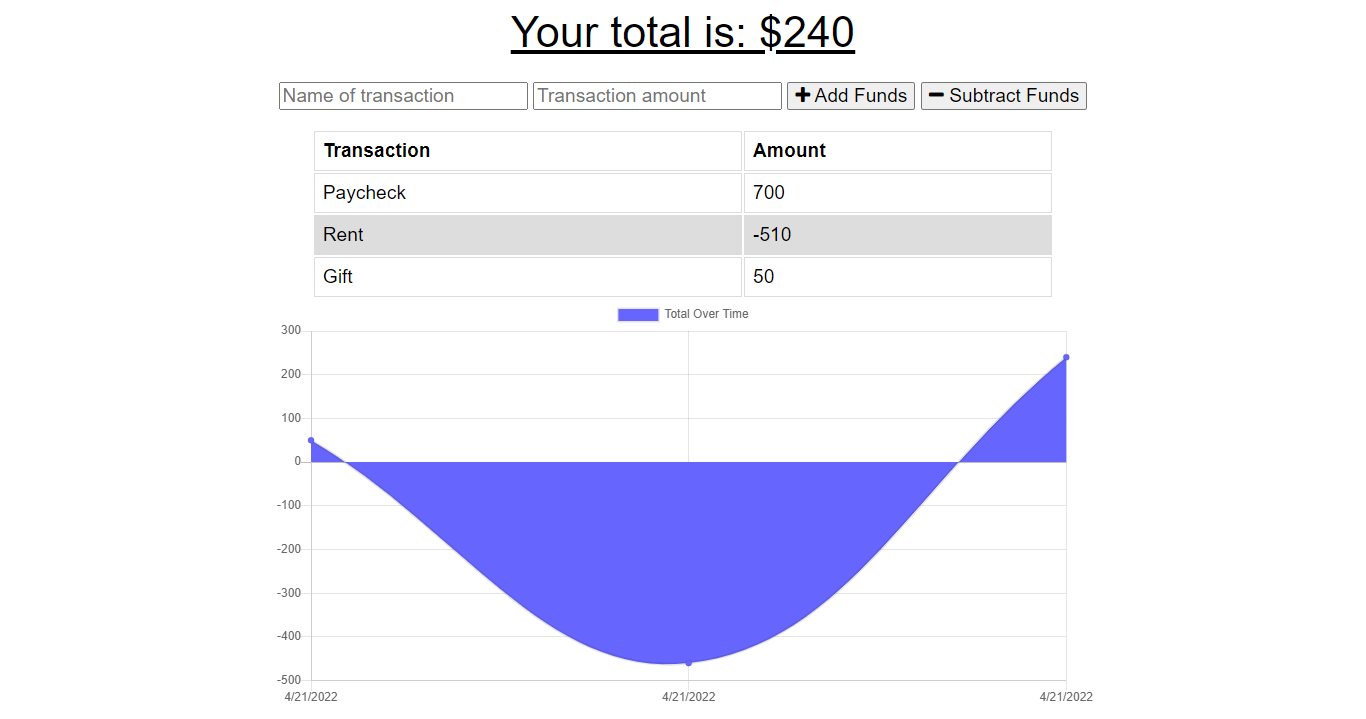 Your total is: $240
Name of transaction Transaction amount Add Funds Subtract Funds
Transaction Amount
Paycheck 700
Rent -510
Gift 50
Total Over Time
300
200
100
0
-100
-200
-300
-400
-500
4/21/2022 4/21/2022 4/21/2022